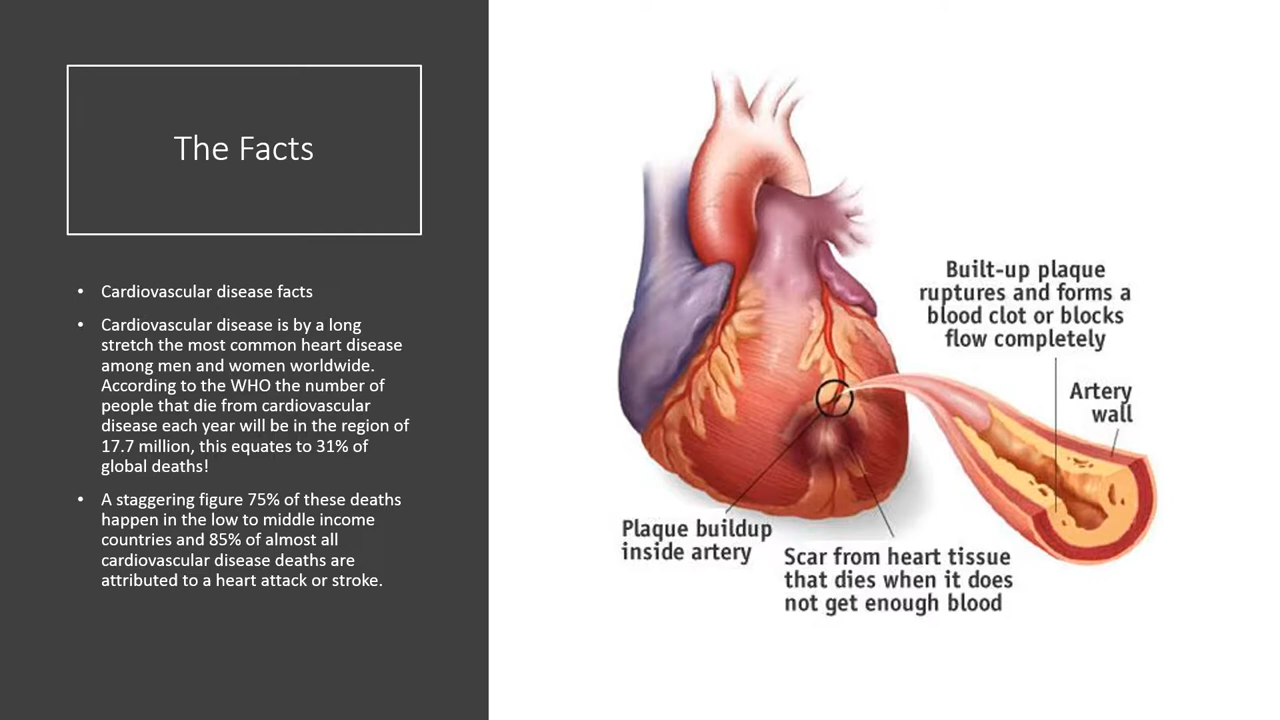 The Facts
• Cardiovascular disease facts
• Cardiovascular disease is by a long
stretch the most common heart disease
among men and women worldwide.
According to the WHO the number of
people that die from cardiovascular
disease each year will be in the region of
17.7 million, this equates to 31% of
global deaths!
• A staggering figure 75% of these deaths
happen in the low to middle income
countries and 85% of almost all
cardiovascular disease deaths are
attributed to a heart attack or stroke.
Built-up plaque
ruptures and forms a
blood clot or blocks
flow completely
Artery
wall
Plaque buildup
inside artery
Scar from heart tissue
that dies when it does
not get enough blood